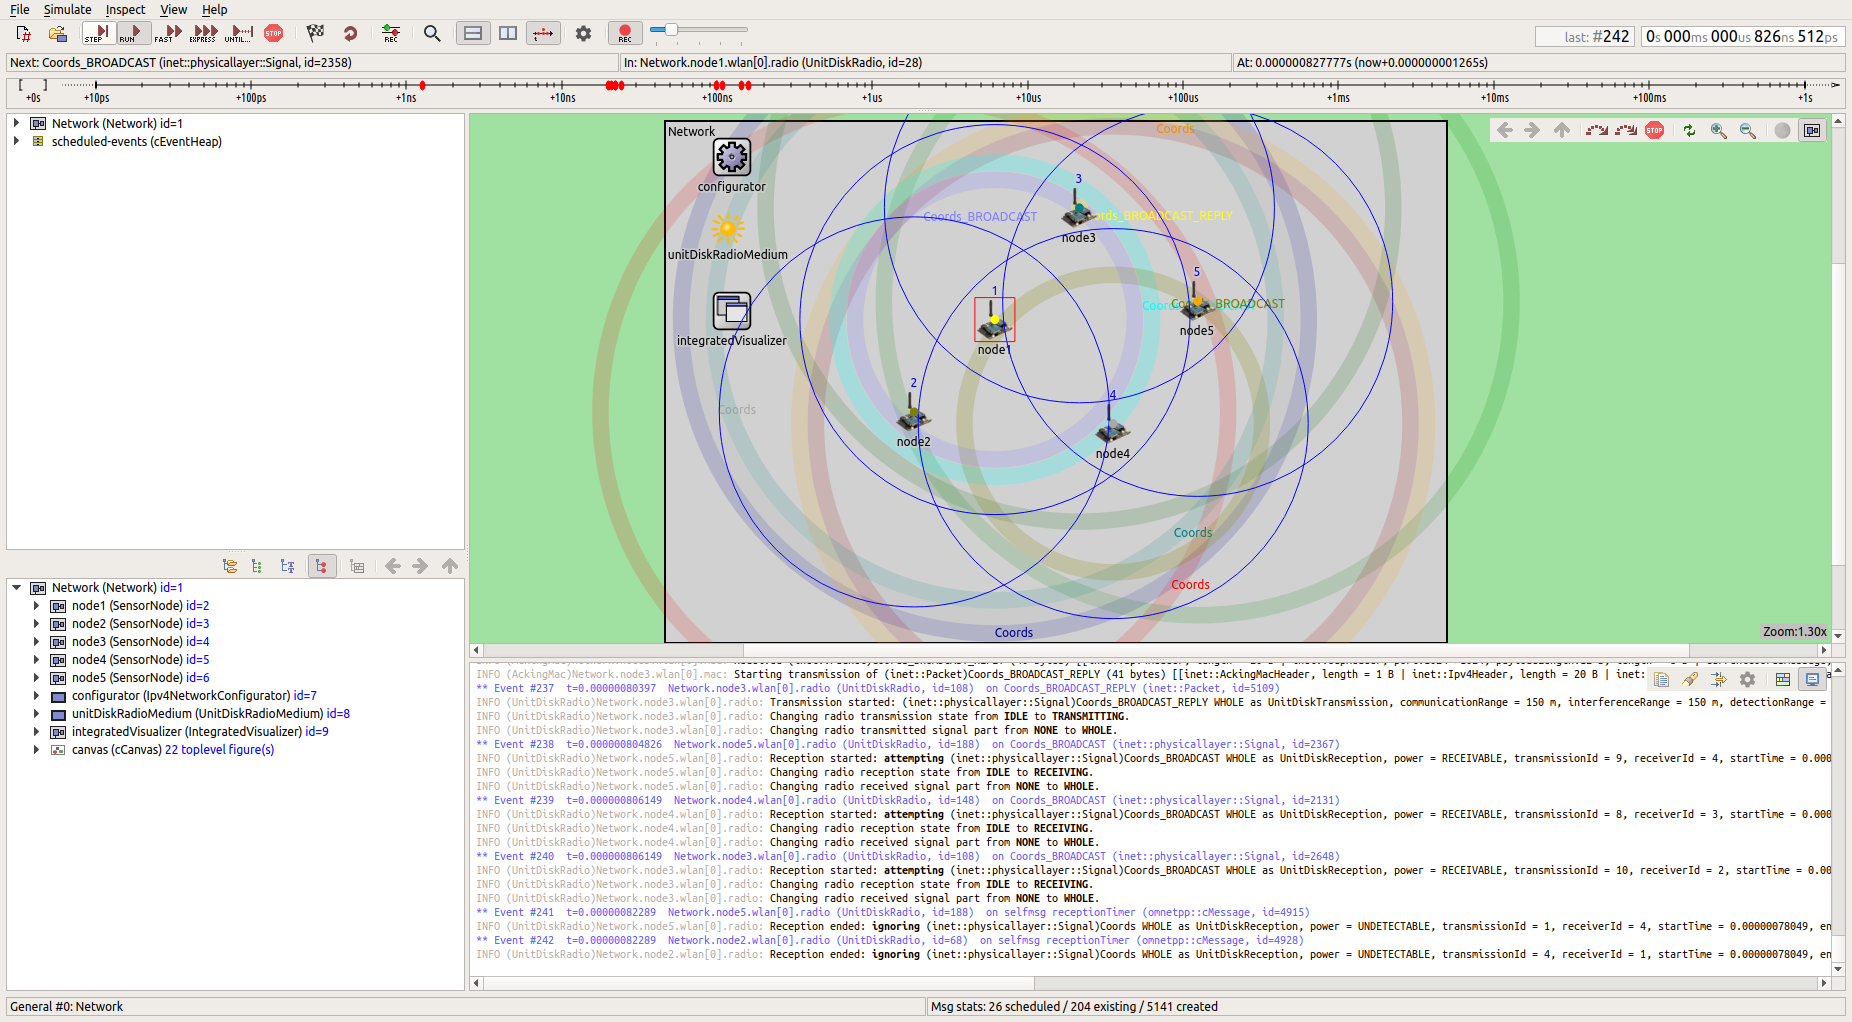 File Simulate Inspect View Help
STEP RUN FAST EXPRESS UNTIL... STOP REC REC
last: #242 0s 000ms 000us 826ns 512ps
Next: Coords_BROADCAST (inet::physicallayer::Signal, id=2358) In: Network.node1.wlan[0].radio (UnitDiskRadio, id=28) At: 0.000000827777s (now+0.000000001265s)
+0s +10ps +100ps +1ns +10ns +100ns +1us +10us +100us +1ms +10ms +100ms +1s
Network (Network) id=1
scheduled-events (cEventHeap)
Network
configurator
unitDiskRadioMedium
integratedVisualizer
Coords
3
Coords_BROADCAST
ords_BROADCAST_REPLY
node3
5
1
BROADCAST
node5
node1
2
4
Coords
node2
node4
Coords
Coords
Coords
STOP
Zoom:1.30x
Network (Network) id=1
node1 (SensorNode) id=2
node2 (SensorNode) id=3
node3 (SensorNode) id=4
node4 (SensorNode) id=5
node5 (SensorNode) id=6
configurator (Ipv4NetworkConfigurator) id=7
unitDiskRadioMedium (UnitDiskRadioMedium) id=8
integratedVisualizer (IntegratedVisualizer) id=9
canvas (cCanvas) 22 toplevel figure(s)
INFO (AckingMac)Network.node3.wlan[0].mac: Starting transmission of (inet::Packet)Coords_BROADCAST_REPLY (41 bytes) [[inet::AckingMacHeader, length = 1 B | inet::Ipv4Header, length = 20 B | inet:
** Event #237 t=0.00000080397 Network.node3.wlan[0].radio (UnitDiskRadio, id=108) on Coords_BROADCAST_REPLY (inet::Packet, id=5109)
INFO (UnitDiskRadio)Network.node3.wlan[0].radio: Transmission started: (inet::physicallayer::Signal)Coords_BROADCAST_REPLY WHOLE as UnitDiskTransmission, communicationRange = 150 m, interferenceRange = 150 m, detectionRange =
INFO (UnitDiskRadio)Network.node3.wlan[0].radio: Changing radio transmission state from IDLE to TRANSMITTING.
INFO (UnitDiskRadio)Network.node3.wlan[0].radio: Changing radio transmitted signal part from NONE to WHOLE.
** Event #238 t=0.000000804826 Network.node5.wlan[0].radio (UnitDiskRadio, id=188) on Coords_BROADCAST (inet::physicallayer::Signal, id=2367)
INFO (UnitDiskRadio)Network.node5.wlan[0].radio: Reception started: attempting (inet::physicallayer::Signal)Coords_BROADCAST WHOLE as UnitDiskReception, power = RECEIVABLE, transmissionId = 9, receiverId = 4, startTime = 0.000
INFO (UnitDiskRadio)Network.node5.wlan[0].radio: Changing radio reception state from IDLE to RECEIVING.
INFO (UnitDiskRadio)Network.node5.wlan[0].radio: Changing radio received signal part from NONE to WHOLE.
** Event #239 t=0.000000806149 Network.node4.wlan[0].radio (UnitDiskRadio, id=148) on Coords_BROADCAST (inet::physicallayer::Signal, id=2131)
INFO (UnitDiskRadio)Network.node4.wlan[0].radio: Reception started: attempting (inet::physicallayer::Signal)Coords_BROADCAST WHOLE as UnitDiskReception, power = RECEIVABLE, transmissionId = 8, receiverId = 3, startTime = 0.000
INFO (UnitDiskRadio)Network.node4.wlan[0].radio: Changing radio reception state from IDLE to RECEIVING.
INFO (UnitDiskRadio)Network.node4.wlan[0].radio: Changing radio received signal part from NONE to WHOLE.
** Event #240 t=0.000000806149 Network.node3.wlan[0].radio (UnitDiskRadio, id=108) on Coords_BROADCAST (inet::physicallayer::Signal, id=2648)
INFO (UnitDiskRadio)Network.node3.wlan[0].radio: Reception started: attempting (inet::physicallayer::Signal)Coords_BROADCAST WHOLE as UnitDiskReception, power = RECEIVABLE, transmissionId = 10, receiverId = 2, startTime = 0.00
INFO (UnitDiskRadio)Network.node3.wlan[0].radio: Changing radio reception state from IDLE to RECEIVING.
INFO (UnitDiskRadio)Network.node3.wlan[0].radio: Changing radio received signal part from NONE to WHOLE.
** Event #241 t=0.00000082289 Network.node5.wlan[0].radio (UnitDiskRadio, id=188) on selfmsg receptionTimer (omnetpp::cMessage, id=4915)
INFO (UnitDiskRadio)Network.node5.wlan[0].radio: Reception ended: ignoring (inet::physicallayer::Signal)Coords WHOLE as UnitDiskReception, power = UNDETECTABLE, transmissionId = 1, receiverId = 4, startTime = 0.00000078049, en
** Event #242 t=0.00000082289 Network.node2.wlan[0].radio (UnitDiskRadio, id=68) on selfmsg receptionTimer (omnetpp::cMessage, id=4928)
INFO (UnitDiskRadio)Network.node2.wlan[0].radio: Reception ended: ignoring (inet::physicallayer::Signal)Coords WHOLE as UnitDiskReception, power = UNDETECTABLE, transmissionId = 4, receiverId = 1, startTime = 0.00000078049, en
General #0: Network Msg stats: 26 scheduled / 204 existing / 5141 created